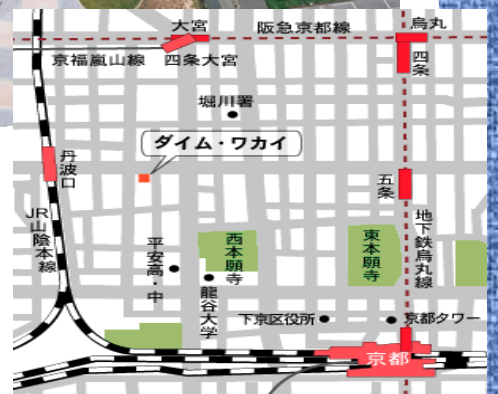 大宮
阪急京都線
烏丸
京福嵐山線
四条大宮
四条
堀川署
ダイム・ワカイ
丹波口
五条
JR山陰本線
地下鉄烏丸線
平安高・中
西本願寺
東本願寺
龍谷大学
下京区役所
京都タワー
京都